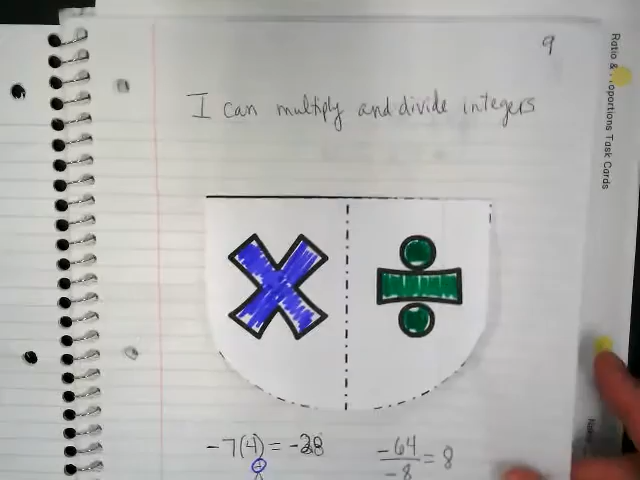 9
I can multiply and divide integers
× ÷
-7(4) = -28
-64/-8 = 8
Ratio & Proportions Task Cards